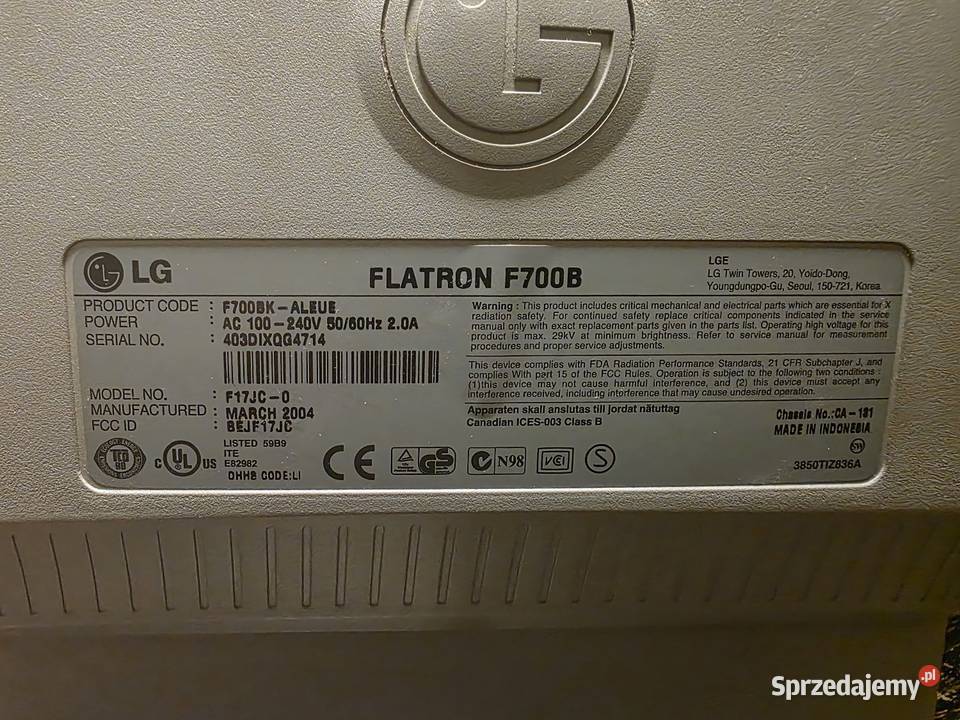 LG
FLATRON F700B
LGE
LG Twin Towers, 20, Yoido-Dong,
Youngdungpo-Gu, Seoul, 150-721, Korea
PRODUCT CODE : F700BK-ALEUE
POWER : AC 100-240V 50/60Hz 2.0A
SERIAL NO. : 403DIXQG4714
MODEL NO. : F17JC-0
MANUFACTURED : MARCH 2004
FCC ID : BEJF17JC
Warning : This product includes critical mechanical and electrical parts which are essential for X
radiation safety. For continued safety replace critical components indicated in the service
manual only with exact replacement parts given in the parts list. Operating high voltage for this
product is max. 29kV at minimum brightness. Refer to service manual for measurement
procedures and proper service adjustments.
This device complies with FDA Radiation Performance Standards, 21 CFR Subchapter J, and
complies With part 15 of the FCC Rules. Operation is subject to the following two conditions :
(1)this device may not cause harmful interference, and (2) this device must accept any
interference received, including interference that may cause undesired operation.
Apparaten skall anslutas till jordat nätuttag
Canadian ICES-003 Class B
Chassis No.:CA-131
MADE IN INDONESIA
SW
3850TIZ836A
TCO
C UL US
LISTED 59B9
ITE
E82982
DHHS CODE:LI
CE
GS
N98
VCI
S
Sprzedajemy.pl